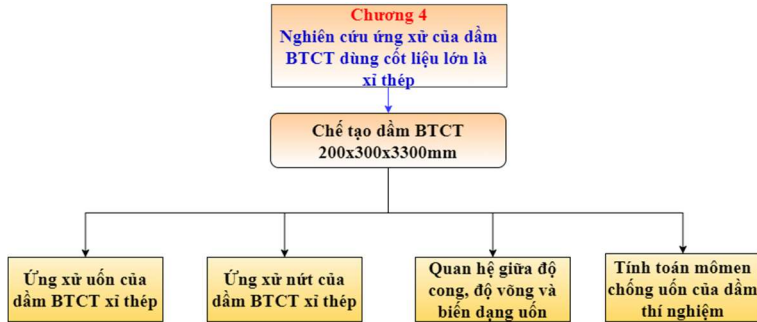 Chương 4
Nghiên cứu ứng xử của dầm
BTCT dùng cốt liệu lớn là
xỉ thép
Chế tạo dầm BTCT
200x300x3300mm
Ứng xử uốn của
dầm BTCT xỉ thép
Ứng xử nứt của
dầm BTCT xỉ thép
Quan hệ giữa độ
cong, độ võng và
biến dạng uốn
Tính toán mômen
chống uốn của dầm
thí nghiệm